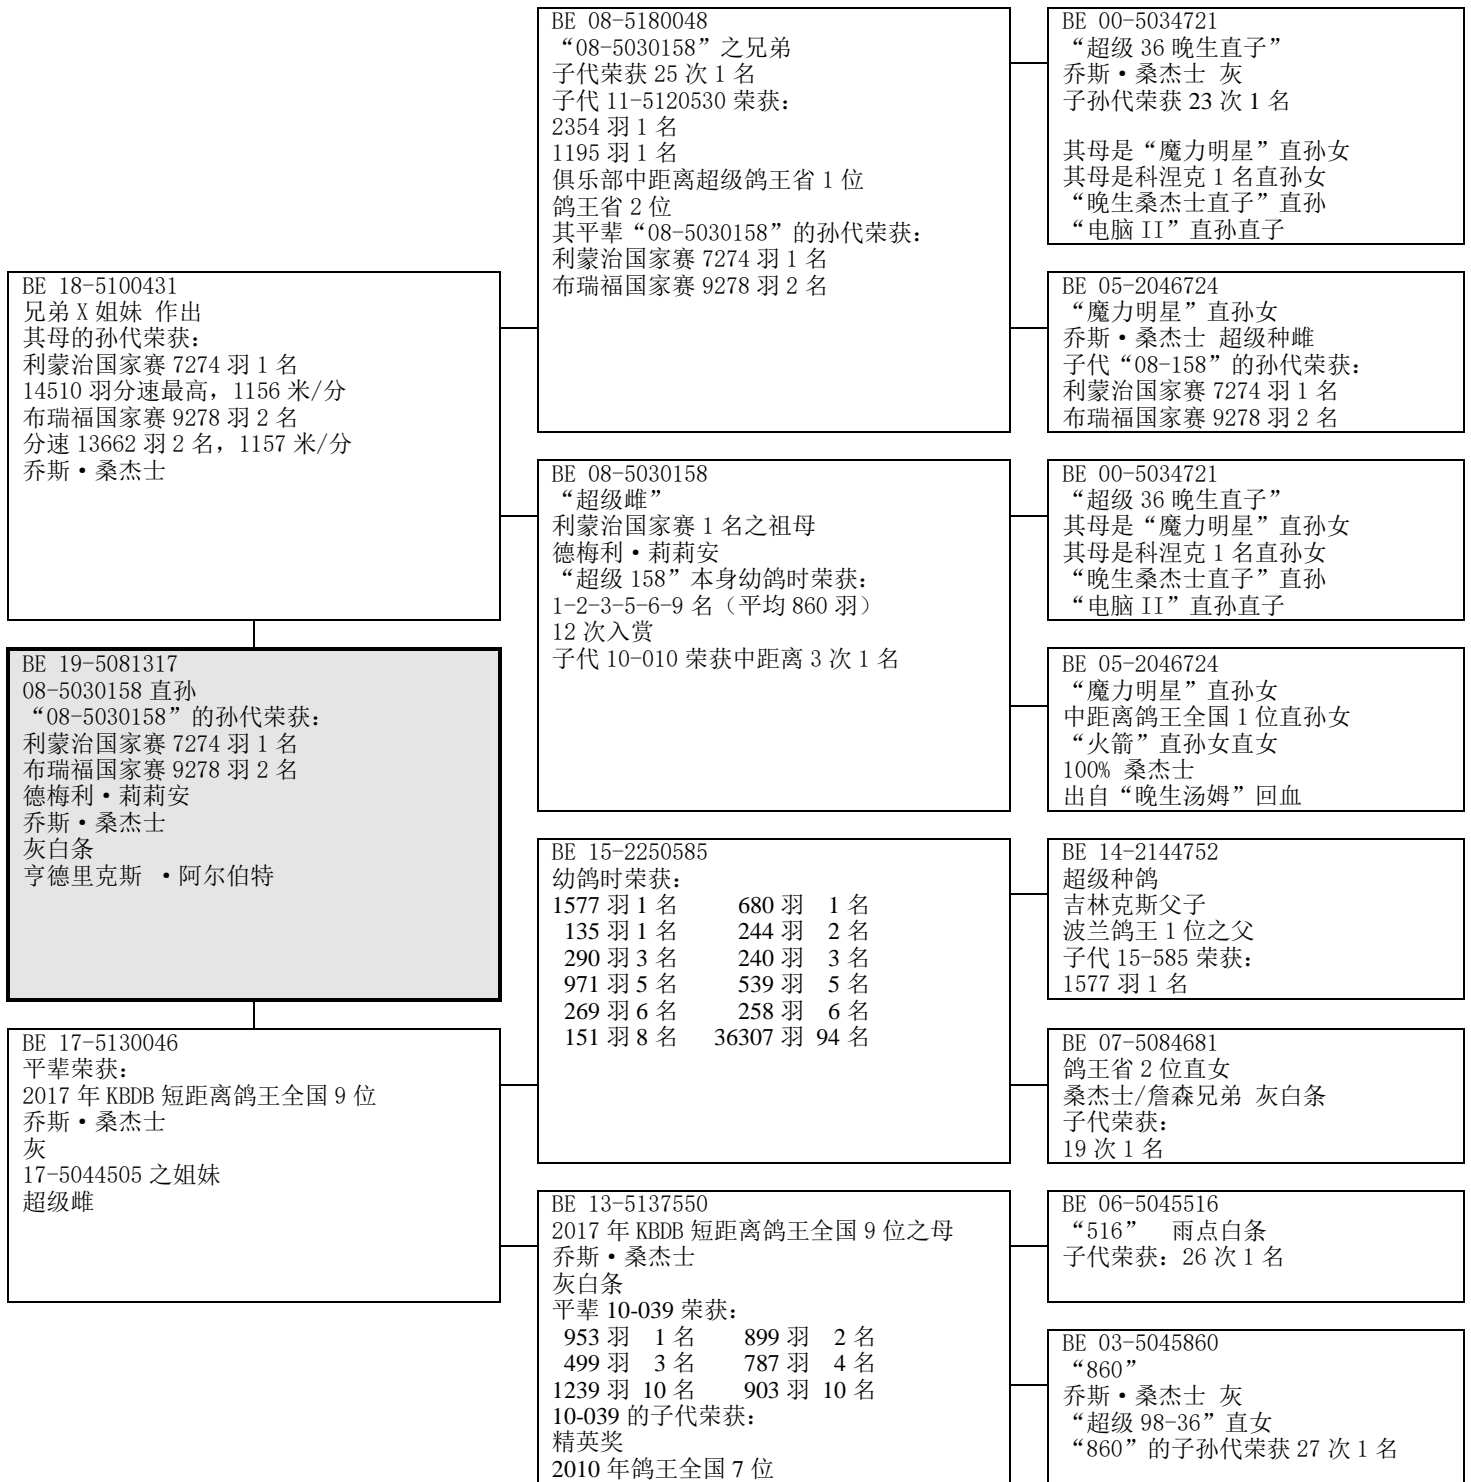 BE 18-5100431
兄弟 X 姐妹 作出
其母的孙代荣获：
利蒙治国家赛 7274 羽 1 名
14510 羽分速最高，1156 米/分
布瑞福国家赛 9278 羽 2 名
分速 13662 羽 2 名，1157 米/分
乔斯·桑杰士
BE 19-5081317
08-5030158 直孙
“08-5030158”的孙代荣获：
利蒙治国家赛 7274 羽 1 名
布瑞福国家赛 9278 羽 2 名
德梅利·莉莉安
乔斯·桑杰士
灰白条
亨德里克斯 ·阿尔伯特
BE 17-5130046
平辈荣获：
2017 年 KBDB 短距离鸽王全国 9 位
乔斯·桑杰士
灰
17-5044505 之姐妹
超级雌
BE 08-5180048
“08-5030158”之兄弟
子代荣获 25 次 1 名
子代 11-5120530 荣获：
2354 羽 1 名
1195 羽 1 名
俱乐部中距离超级鸽王省 1 位
鸽王省 2 位
其平辈“08-5030158”的孙代荣获：
利蒙治国家赛 7274 羽 1 名
布瑞福国家赛 9278 羽 2 名
BE 08-5030158
“超级雌”
利蒙治国家赛 1 名之祖母
德梅利·莉莉安
“超级 158”本身幼鸽时荣获：
1-2-3-5-6-9 名（平均 860 羽）
12 次入赏
子代 10-010 荣获中距离 3 次 1 名
BE 15-2250585
幼鸽时荣获：
1577 羽 1 名 680 羽 1 名
135 羽 1 名 244 羽 2 名
290 羽 3 名 240 羽 3 名
971 羽 5 名 539 羽 5 名
269 羽 6 名 258 羽 6 名
151 羽 8 名 36307 羽 94 名
BE 13-5137550
2017 年 KBDB 短距离鸽王全国 9 位之母
乔斯·桑杰士
灰白条
平辈 10-039 荣获：
953 羽 1 名 899 羽 2 名
499 羽 3 名 787 羽 4 名
1239 羽 10 名 903 羽 10 名
10-039 的子代荣获：
精英奖
2010 年鸽王全国 7 位
BE 00-5034721
“超级 36 晚生直子”
乔斯·桑杰士 灰
子孙代荣获 23 次 1 名
其母是“魔力明星”直孙女
其母是科涅克 1 名直孙女
“晚生桑杰士直子”直孙
“电脑 II”直孙直子
BE 05-2046724
“魔力明星”直孙女
乔斯·桑杰士 超级种雌
子代“08-158”的孙代荣获：
利蒙治国家赛 7274 羽 1 名
布瑞福国家赛 9278 羽 2 名
BE 00-5034721
“超级 36 晚生直子”
其母是“魔力明星”直孙女
其母是科涅克 1 名直孙女
“晚生桑杰士直子”直孙
“电脑 II”直孙直子
BE 05-2046724
“魔力明星”直孙女
中距离鸽王全国 1 位直孙女
“火箭”直孙女直女
100% 桑杰士
出自“晚生汤姆”回血
BE 14-2144752
超级种鸽
吉林克斯父子
波兰鸽王 1 位之父
子代 15-585 荣获：
1577 羽 1 名
BE 07-5084681
鸽王省 2 位直女
桑杰士/詹森兄弟 灰白条
子代荣获：
19 次 1 名
BE 06-5045516
“516” 雨点白条
子代荣获：26 次 1 名
BE 03-5045860
“860”
乔斯·桑杰士 灰
“超级 98-36”直女
“860”的子孙代荣获 27 次 1 名